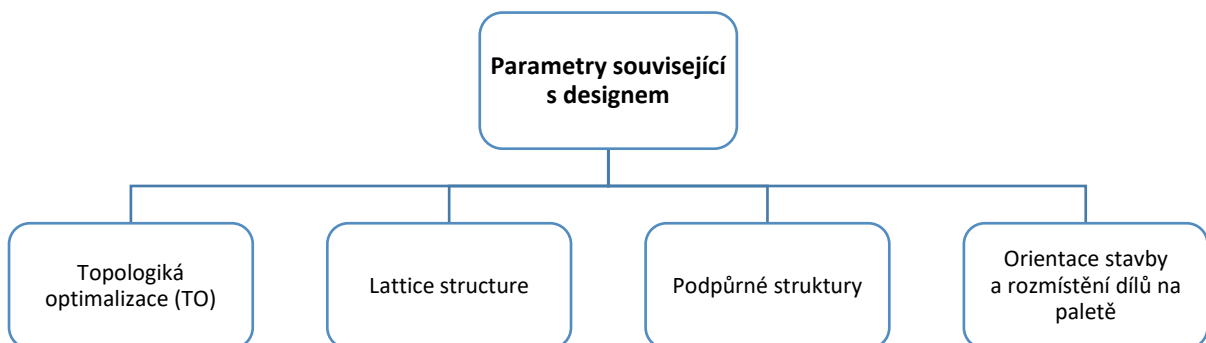 Parametry související
s designem
Topologiká
optimalizace (TO)
Lattice structure
Podpůrné struktury
Orientace stavby
a rozmístění dílů na
paletě